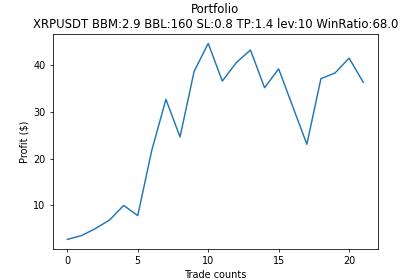 Portfolio
XRPUSDT BBM:2.9 BBL:160 SL:0.8 TP:1.4 lev:10 WinRatio:68.0
40
30
20
10
Profit ($)
0 5 10 15 20
Trade counts